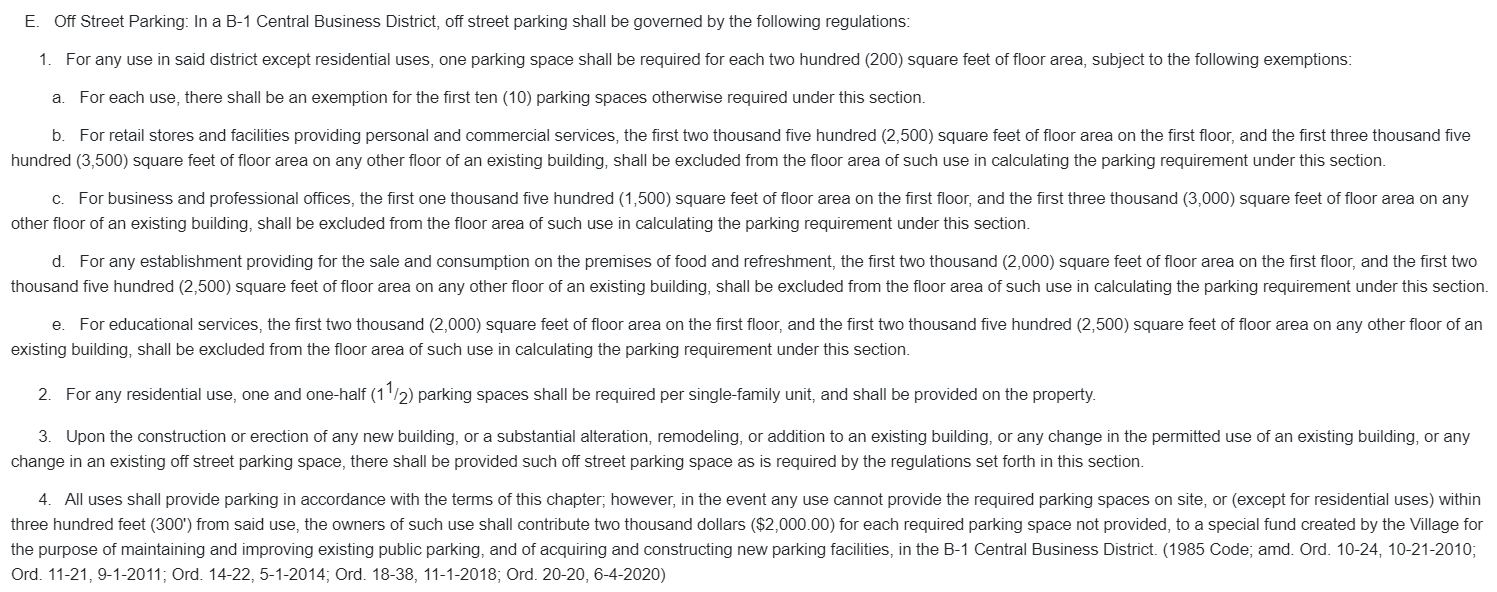 E. Off Street Parking: In a B-1 Central Business District, off street parking shall be governed by the following regulations:
1. For any use in said district except residential uses, one parking space shall be required for each two hundred (200) square feet of floor area, subject to the following exemptions:
a. For each use, there shall be an exemption for the first ten (10) parking spaces otherwise required under this section.
b. For retail stores and facilities providing personal and commercial services, the first two thousand five hundred (2,500) square feet of floor area on the first floor, and the first three thousand five
hundred (3,500) square feet of floor area on any other floor of an existing building, shall be excluded from the floor area of such use in calculating the parking requirement under this section.
c. For business and professional offices, the first one thousand five hundred (1,500) square feet of floor area on the first floor, and the first three thousand (3,000) square feet of floor area on any
other floor of an existing building, shall be excluded from the floor area of such use in calculating the parking requirement under this section.
d. For any establishment providing for the sale and consumption on the premises of food and refreshment, the first two thousand (2,000) square feet of floor area on the first floor, and the first two
thousand five hundred (2,500) square feet of floor area on any other floor of an existing building, shall be excluded from the floor area of such use in calculating the parking requirement under this section.
e. For educational services, the first two thousand (2,000) square feet of floor area on the first floor, and the first two thousand five hundred (2,500) square feet of floor area on any other floor of an
existing building, shall be excluded from the floor area of such use in calculating the parking requirement under this section.
2. For any residential use, one and one-half (1 1/2) parking spaces shall be required per single-family unit, and shall be provided on the property.
3. Upon the construction or erection of any new building, or a substantial alteration, remodeling, or addition to an existing building, or any change in the permitted use of an existing building, or any
change in an existing off street parking space, there shall be provided such off street parking space as is required by the regulations set forth in this section.
4. All uses shall provide parking in accordance with the terms of this chapter; however, in the event any use cannot provide the required parking spaces on site, or (except for residential uses) within
three hundred feet (300') from said use, the owners of such use shall contribute two thousand dollars ($2,000.00) for each required parking space not provided, to a special fund created by the Village for
the purpose of maintaining and improving existing public parking, and of acquiring and constructing new parking facilities, in the B-1 Central Business District. (1985 Code; amd. Ord. 10-24, 10-21-2010;
Ord. 11-21, 9-1-2011; Ord. 14-22, 5-1-2014; Ord. 18-38, 11-1-2018; Ord. 20-20, 6-4-2020)